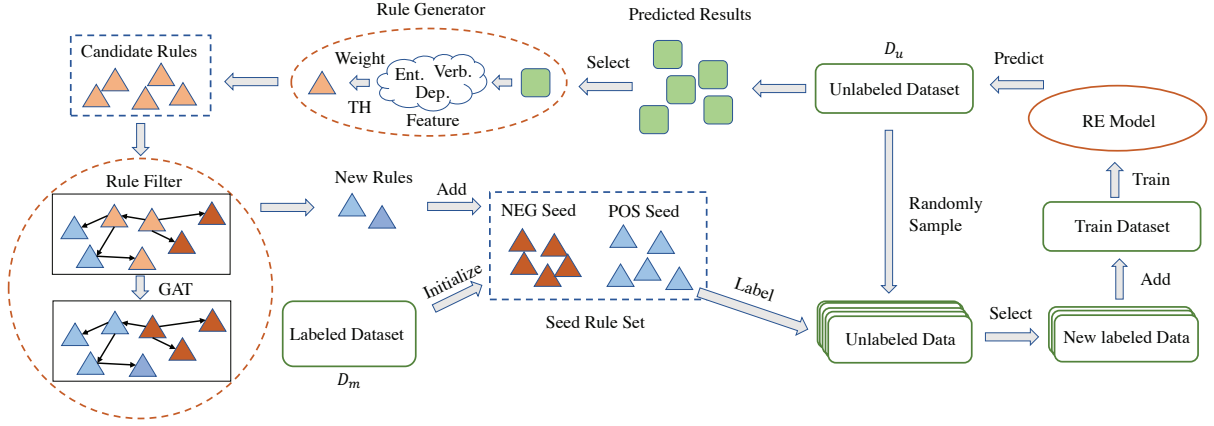 Rule Generator
Predicted Results
Candidate Rules
Weight
Ent. Verb.
Dep.
TH
Feature
Select
D_u
Unlabeled Dataset
Predict
RE Model
Rule Filter
GAT
New Rules
Add
NEG Seed
POS Seed
Seed Rule Set
Initialize
Labeled Dataset
D_m
Label
Randomly
Sample
Unlabeled Data
Select
New labeled Data
Add
Train Dataset
Train